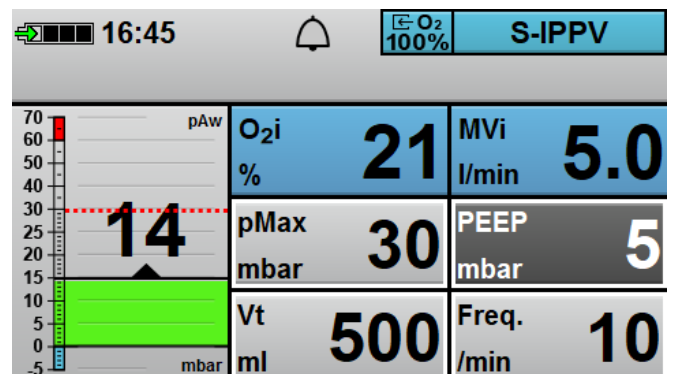 16:45
O₂
100%
S-IPPV
pAw
70
60
50
40
30
25
20
15
10
5
0
-5
14
mbar
O₂i
%
21
MVi
l/min
5.0
pMax
mbar
30
PEEP
mbar
5
Vt
ml
500
Freq.
/min
10